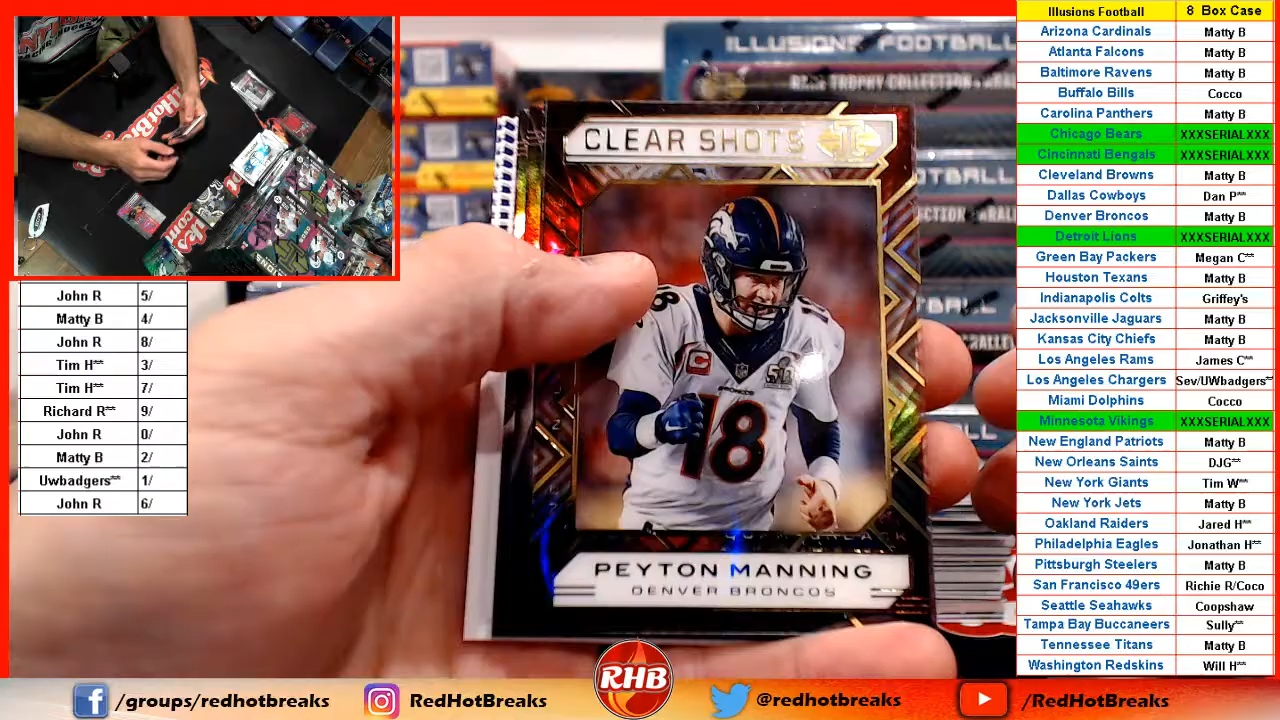 Illusions Football 8 Box Case
Arizona Cardinals Matty B
Atlanta Falcons Matty B
Baltimore Ravens Matty B
Buffalo Bills Cocco
Carolina Panthers Matty B
Chicago Bears XXXSERIALXXX
Cincinnati Bengals XXXSERIALXXX
Cleveland Browns Matty B
Dallas Cowboys Dan P**
Denver Broncos Matty B
Detroit Lions XXXSERIALXXX
Green Bay Packers Megan C**
Houston Texans Matty B
Indianapolis Colts Griffey's
Jacksonville Jaguars Matty B
Kansas City Chiefs Matty B
Los Angeles Rams James C**
Los Angeles Chargers Sev/UWbadgers**
Miami Dolphins Cocco
Minnesota Vikings XXXSERIALXXX
New England Patriots Matty B
New Orleans Saints DJG**
New York Giants Tim W**
New York Jets Matty B
Oakland Raiders Jared H**
Philadelphia Eagles Jonathan H**
Pittsburgh Steelers Matty B
San Francisco 49ers Richie R/Coco
Seattle Seahawks Coopshaw
Tampa Bay Buccaneers Sully**
Tennessee Titans Matty B
Washington Redskins Will H**
John R 5/
Matty B 4/
John R 8/
Tim H** 3/
Tim H** 7/
Richard R** 9/
John R 0/
Matty B 2/
Uwbadgers** 1/
John R 6/
ILLUSIONS FOOTBALL
CLEAR SHOTS
18
C
50
NFL
18
PEYTON MANNING
DENVER BRONCOS
RHB
/groups/redhotbreaks
RedHotBreaks
@redhotbreaks
/RedHotBreaks